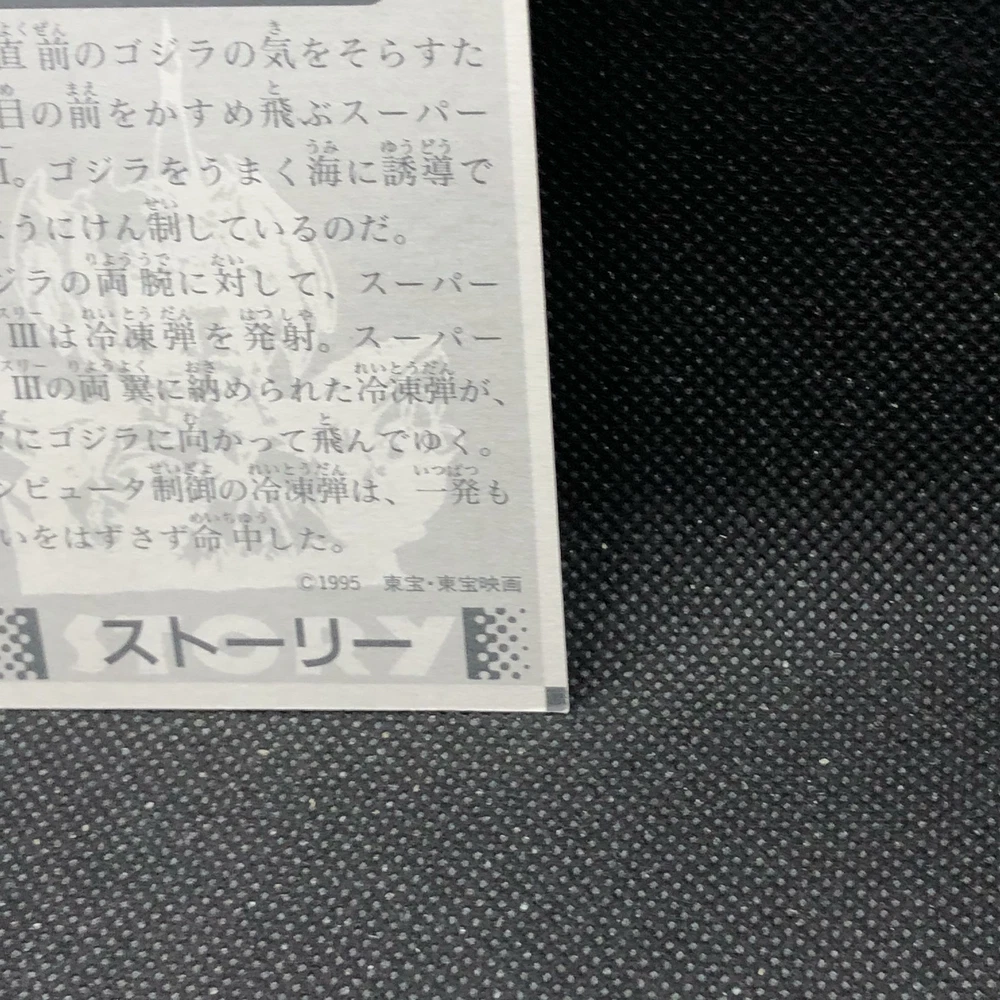 直前のゴジラの気をそらすた
目の前をかすめ飛ぶスーパー
。ゴジラをうまく海に誘導で
ようにけん制しているのだ。
ジラの両腕に対して、スーパー
IIIは冷凍弾を発射。スーパー
IIIの両翼に納められた冷凍弾が、
にゴジラに向かって飛んでゆく。
ンピュータ制御の冷凍弾は、一発も
いをはずさず命中した。
©1995 東宝・東宝映画
ストーリー